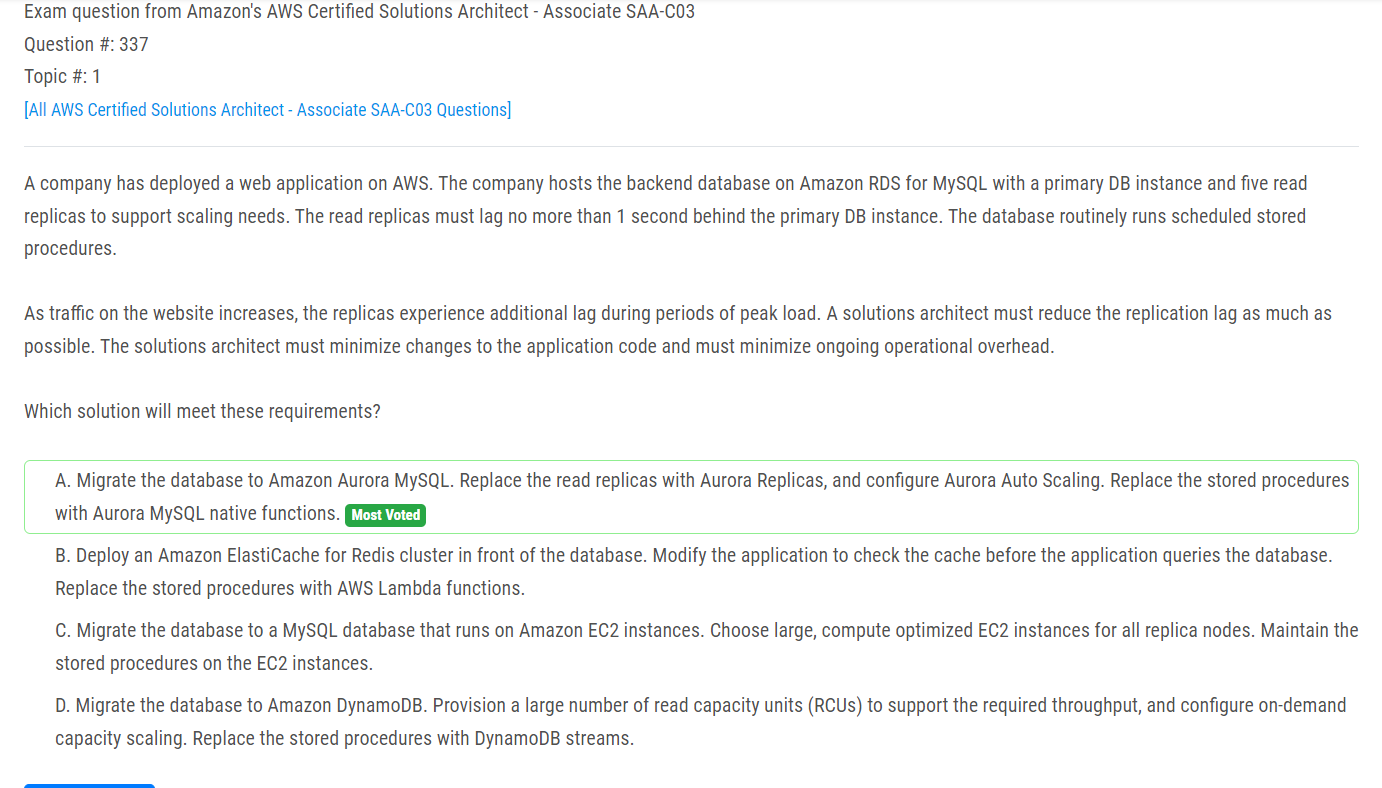 Exam question from Amazon's AWS Certified Solutions Architect - Associate SAA-C03
Question #: 337
Topic #: 1
[All AWS Certified Solutions Architect - Associate SAA-C03 Questions]
A company has deployed a web application on AWS. The company hosts the backend database on Amazon RDS for MySQL with a primary DB instance and five read
replicas to support scaling needs. The read replicas must lag no more than 1 second behind the primary DB instance. The database routinely runs scheduled stored
procedures.
As traffic on the website increases, the replicas experience additional lag during periods of peak load. A solutions architect must reduce the replication lag as much as
possible. The solutions architect must minimize changes to the application code and must minimize ongoing operational overhead.
Which solution will meet these requirements?
A. Migrate the database to Amazon Aurora MySQL. Replace the read replicas with Aurora Replicas, and configure Aurora Auto Scaling. Replace the stored procedures
with Aurora MySQL native functions. Most Voted
B. Deploy an Amazon ElastiCache for Redis cluster in front of the database. Modify the application to check the cache before the application queries the database.
Replace the stored procedures with AWS Lambda functions.
C. Migrate the database to a MySQL database that runs on Amazon EC2 instances. Choose large, compute optimized EC2 instances for all replica nodes. Maintain the
stored procedures on the EC2 instances.
D. Migrate the database to Amazon DynamoDB. Provision a large number of read capacity units (RCUs) to support the required throughput, and configure on-demand
capacity scaling. Replace the stored procedures with DynamoDB streams.